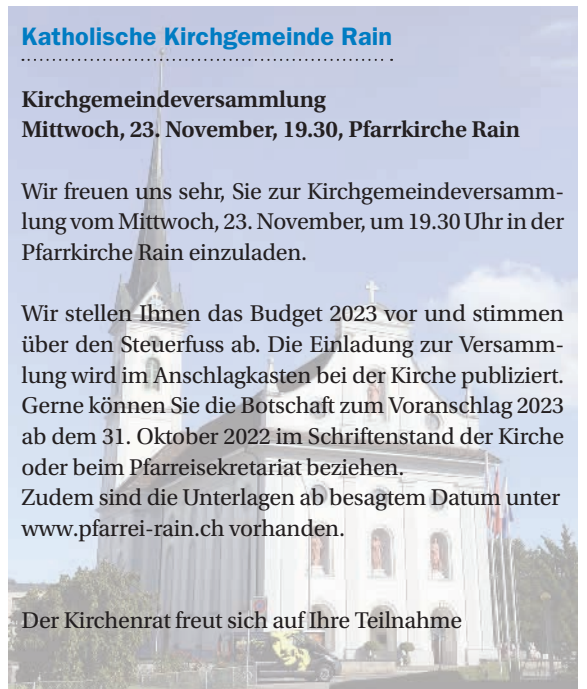 Katholische Kirchgemeinde Rain
Kirchgemeindeversammlung
Mittwoch, 23. November, 19.30, Pfarrkirche Rain
Wir freuen uns sehr, Sie zur Kirchgemeindeversamm-
lung vom Mittwoch, 23. November, um 19.30 Uhr in der
Pfarrkirche Rain einzuladen.
Wir stellen Ihnen das Budget 2023 vor und stimmen
über den Steuerfuss ab. Die Einladung zur Versamm-
lung wird im Anschlagkasten bei der Kirche publiziert.
Gerne können Sie die Botschaft zum Voranschlag 2023
ab dem 31. Oktober 2022 im Schriftenstand der Kirche
oder beim Pfarreisekretariat beziehen.
Zudem sind die Unterlagen ab besagtem Datum unter
www.pfarrei-rain.ch vorhanden.
Der Kirchenrat freut sich auf Ihre Teilnahme